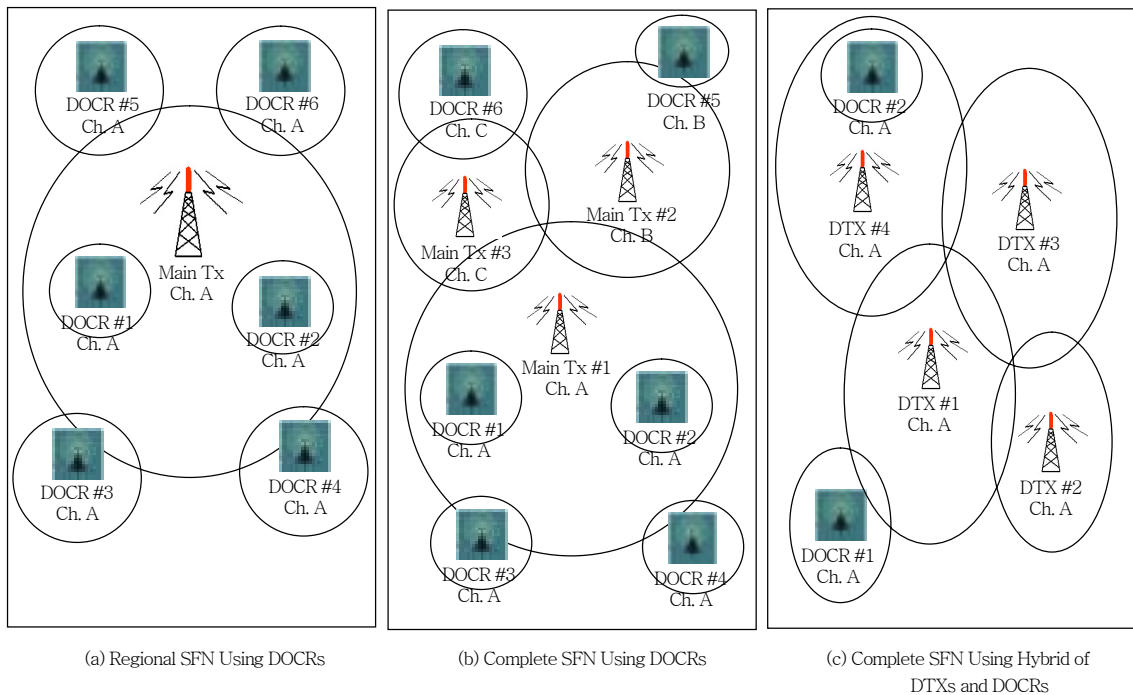 DOCR #5
Ch. A
DOCR #6
Ch. A
Main Tx
Ch. A
DOCR #1
Ch. A
DOCR #2
Ch. A
DOCR #3
Ch. A
DOCR #4
Ch. A
(a) Regional SFN Using DOCRs
DOCR #6
Ch. C
DOCR #5
Ch. B
Main Tx #2
Ch. B
Main Tx #3
Ch. C
Main Tx #1
Ch. A
DOCR #1
Ch. A
DOCR #2
Ch. A
DOCR #3
Ch. A
DOCR #4
Ch. A
(b) Complete SFN Using DOCRs
DOCR #2
Ch. A
DTX #4
Ch. A
DTX #3
Ch. A
DTX #1
Ch. A
DTX #2
Ch. A
DOCR #1
Ch. A
(c) Complete SFN Using Hybrid of
DTXs and DOCRs